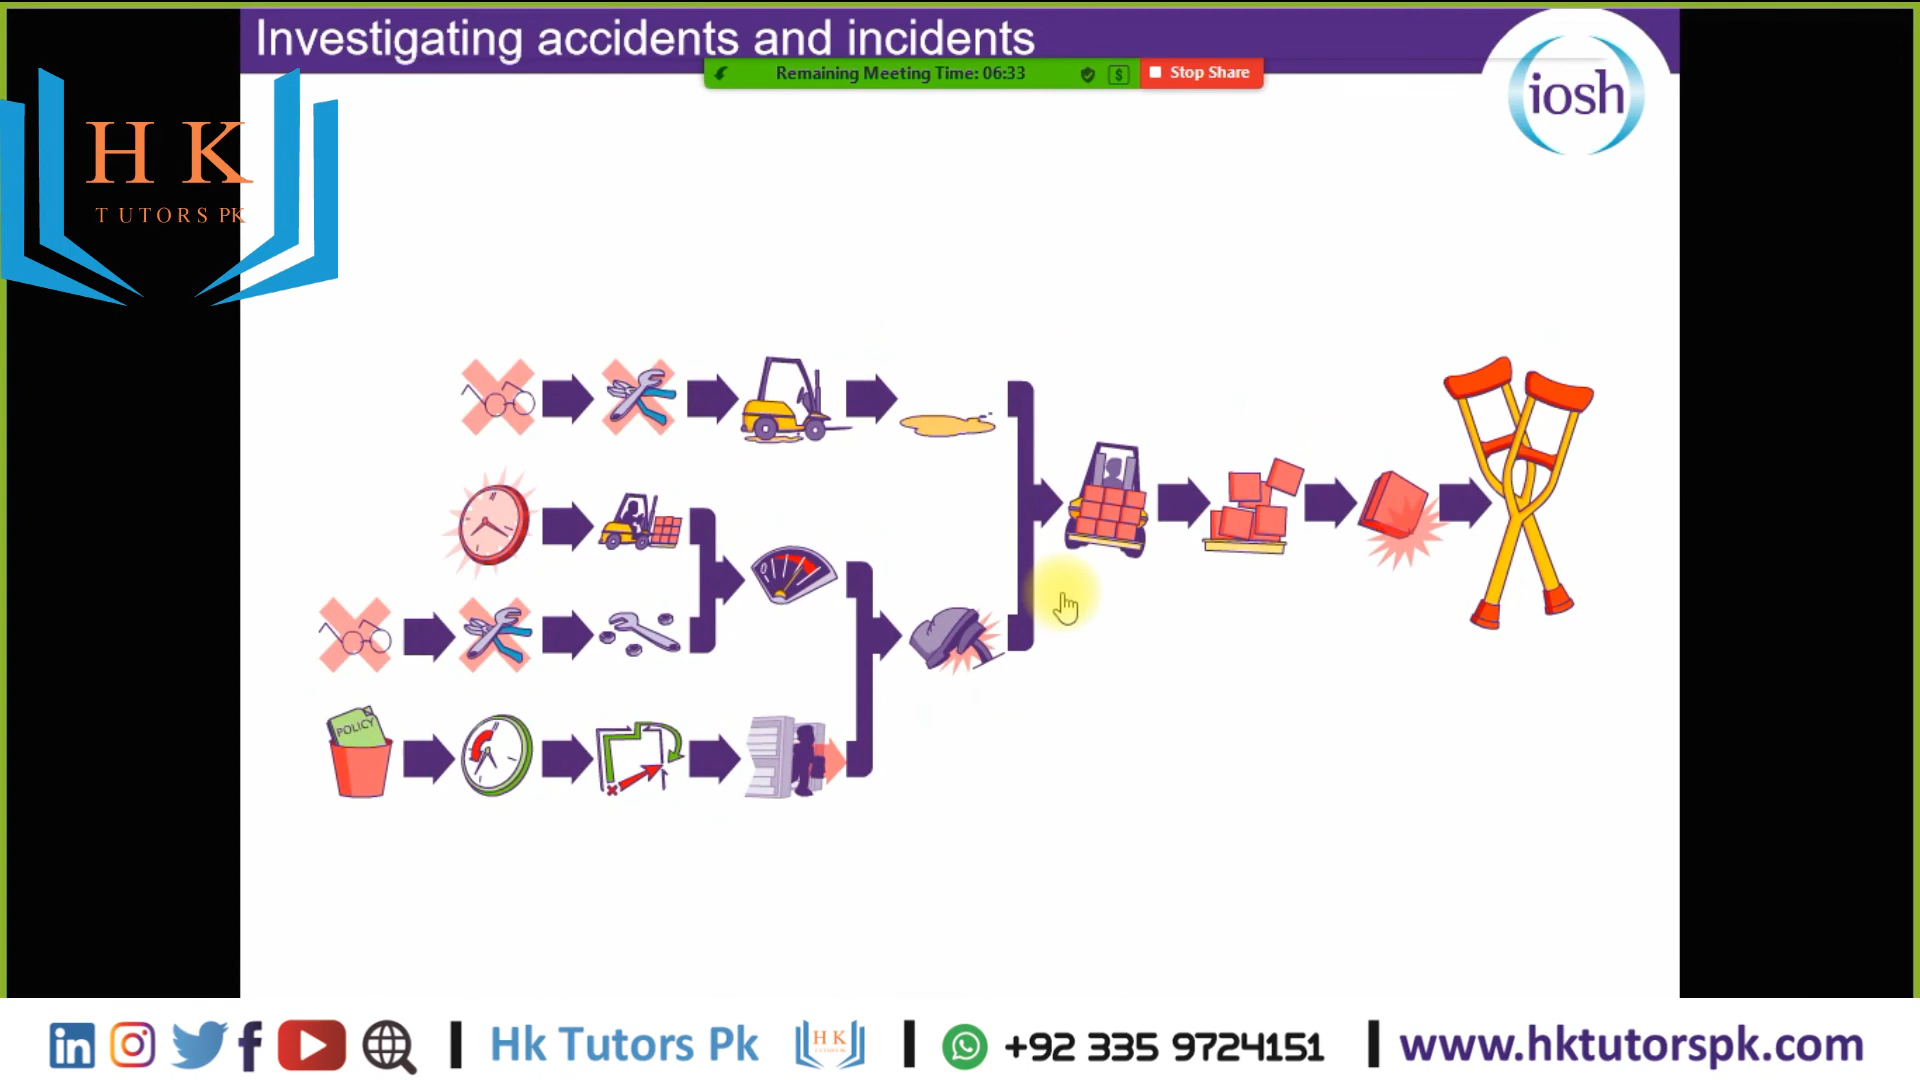 Investigating accidents and incidents
Remaining Meeting Time: 06:33
$
Stop Share
iosh
H K
TUTORS PK
POLICY
in
f
Hk Tutors Pk
H K
+92 335 9724151
www.hktutorspk.com